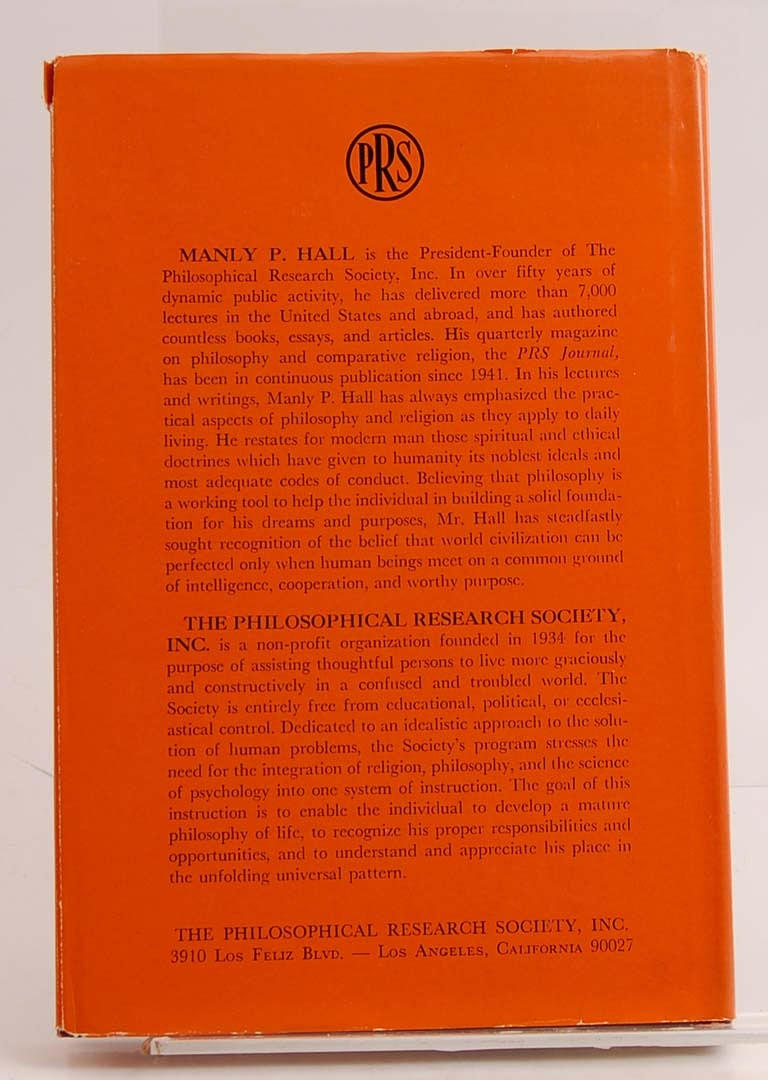 PRS
MANLY P. HALL is the President-Founder of The
Philosophical Research Society, Inc. In over fifty years of
dynamic public activity, he has delivered more than 7,000
lectures in the United States and abroad, and has authored
countless books, essays, and articles. His quarterly magazine
on philosophy and comparative religion, the PRS Journal,
has been in continuous publication since 1941. In his lectures
and writings, Manly P. Hall has always emphasized the prac-
tical aspects of philosophy and religion as they apply to daily
living. He restates for modern man those spiritual and ethical
doctrines which have given to humanity its noblest ideals and
most adequate codes of conduct. Believing that philosophy is
a working tool to help the individual in building a solid founda-
tion for his dreams and purposes, Mr. Hall has steadfastly
sought recognition of the belief that world civilization can be
perfected only when human beings meet on a common ground
of intelligence, cooperation, and worthy purpose.
THE PHILOSOPHICAL RESEARCH SOCIETY,
INC. is a non-profit organization founded in 1934 for the
purpose of assisting thoughtful persons to live more graciously
and constructively in a confused and troubled world. The
Society is entirely free from educational, political, or ecclesi-
astical control. Dedicated to an idealistic approach to the solu-
tion of human problems, the Society's program stresses the
need for the integration of religion, philosophy, and the science
of psychology into one system of instruction. The goal of this
instruction is to enable the individual to develop a mature
philosophy of life, to recognize his proper responsibilities and
opportunities, and to understand and appreciate his place in
the unfolding universal pattern.
THE PHILOSOPHICAL RESEARCH SOCIETY, INC.
3910 Los Feliz Blvd. — Los Angeles, California 90027